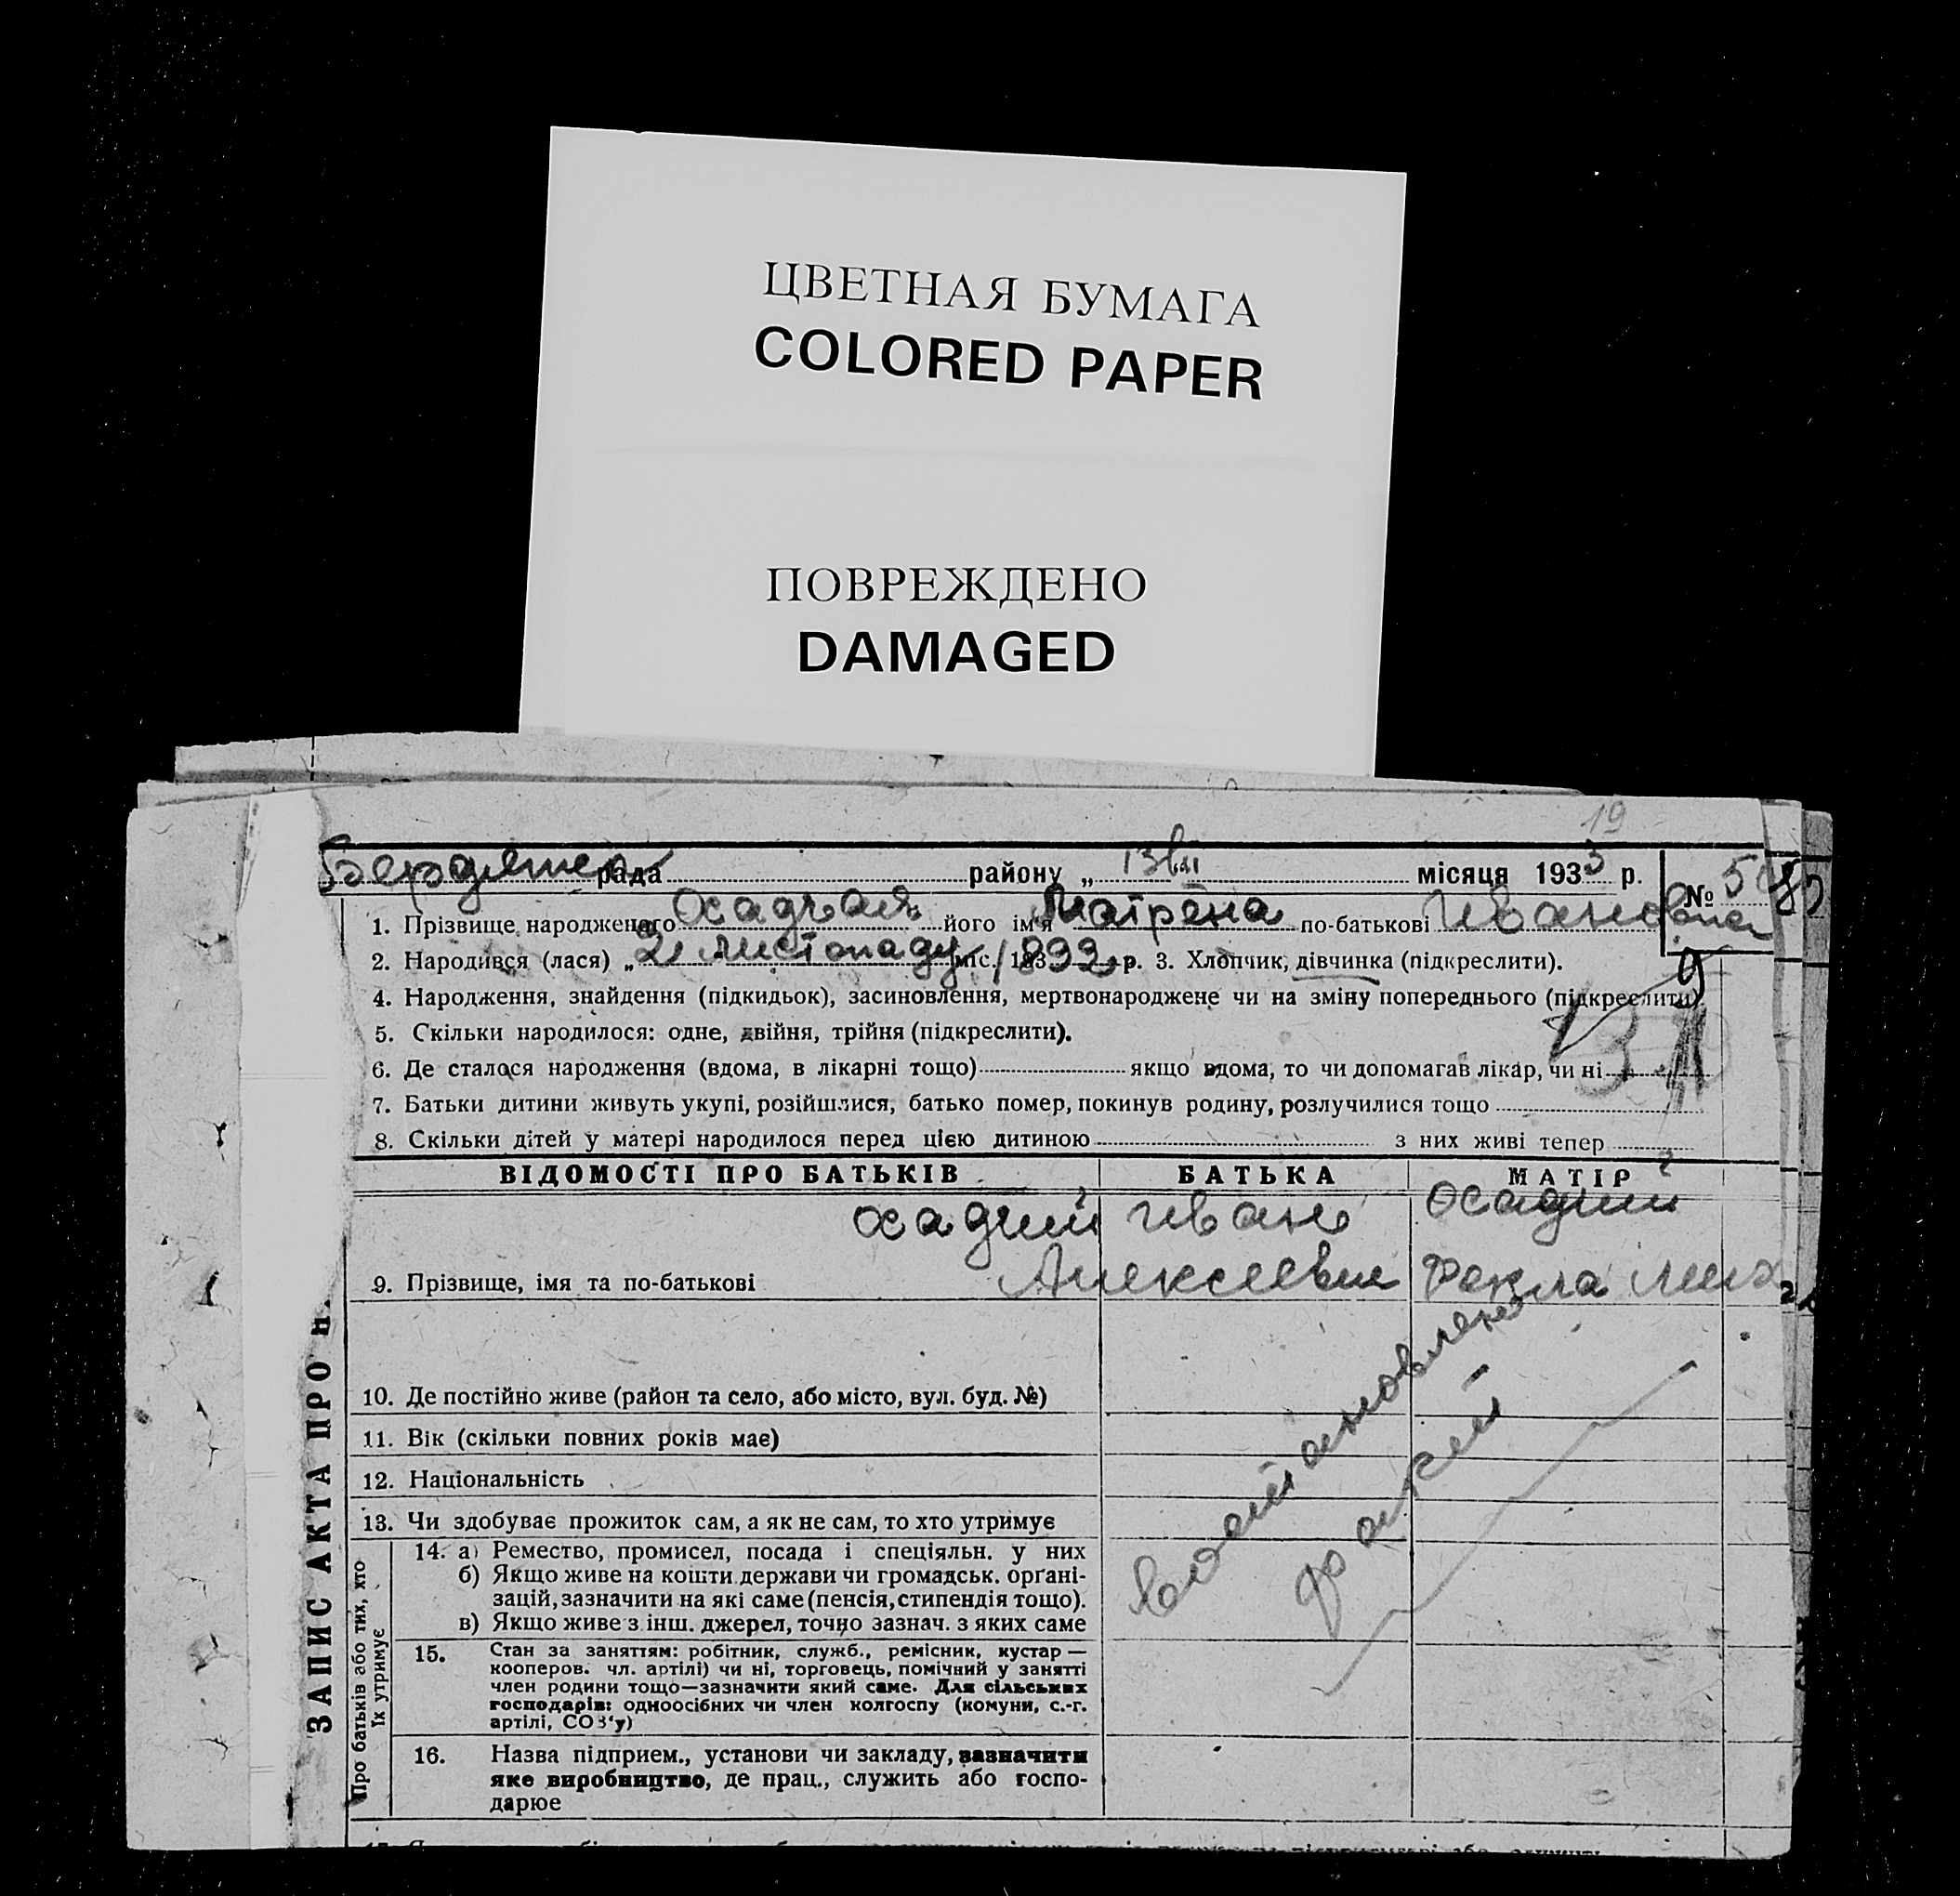 ЦВЕТНАЯ БУМАГА
COLORED PAPER
ПОВРЕЖДЕНО
DAMAGED
19
рада району „ 13 VII місяця 1933 р. №
1. Прізвище народженого Осадчая його ім'я Матрена по-батькові Ивановна
2. Народився (лася) „ 21 листопаду міс. 1892 р. 3. Хлопчик, дівчинка (підкреслити).
4. Народження, знайдення (підкидьок), засиновлення, мертвонароджене чи на зміну попереднього (підкреслити).
5. Скільки народилося: одне, двійня, трійня (підкреслити).
6. Де сталося народження (вдома, в лікарні тощо) якщо вдома, то чи допомагав лікар, чи ні
7. Батьки дитини живуть укупі, розійшлися, батько помер, покинув родину, розлучилися тощо
8. Скільки дітей у матері народилося перед цією дитиною з них живі тепер
ВІДОМОСТІ ПРО БАТЬКІВ БАТЬКА МАТІР
Осадчий Иван Осадчий
9. Прізвище, імя та по-батькові Алексеевич Фекла Мих
10. Де постійно живе (район та село, або місто, вул. буд. №)
11. Вік (скільки повних років має)
12. Національність
13. Чи здобуває прожиток сам, а як не сам, то хто утримує
14. а) Ремество, промисел, посада і спеціяльн. у них
б) Якщо живе на кошти держави чи громадськ. орґані-
зацій, зазначити на які саме (пенсія, стипендія тощо).
в) Якщо живе з інш. джерел, точно зазнач. з яких саме
15. Стан за заняттям: робітник, служб., ремісник, кустар —
кооперов. чл. артілі) чи ні, торговець, помічний у занятті
член родини тощо—зазначити який саме. Для сільських
господарів: одноосібних чи член колгоспу (комуни, с.-г.
артілі, СОЗ'у)
16. Назва підприєм., установи чи закладу, зазначити
яке виробництво, де прац., служить або госпо-
дарює
Про батьків або тих, хто
їх утримує
ЗАПИС АКТА ПРО Н